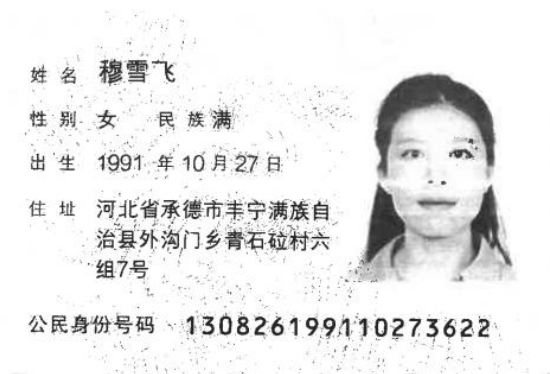 姓名 穆雪飞
性别 女 民族 满
出生 1991 年 10 月 27 日
住址 河北省承德市丰宁满族自
治县外沟门乡青石砬村六
组7号
公民身份号码 130826199110273622